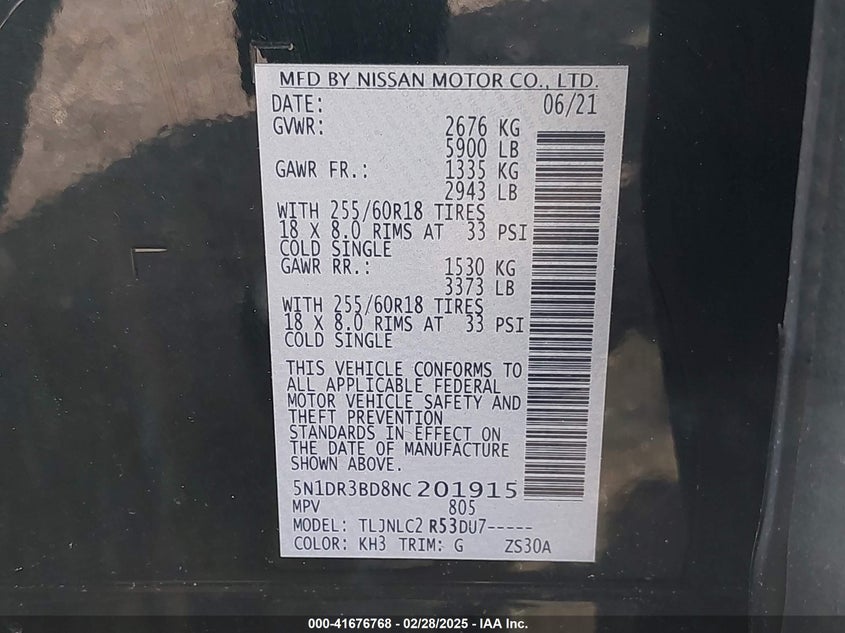 MFD BY NISSAN MOTOR CO., LTD.
DATE: 06/21
GVWR: 2676 KG
5900 LB
GAWR FR.: 1335 KG
2943 LB
WITH 255/60R18 TIRES
18 X 8.0 RIMS AT 33 PSI
COLD SINGLE
GAWR RR.: 1530 KG
3373 LB
WITH 255/60R18 TIRES
18 X 8.0 RIMS AT 33 PSI
COLD SINGLE
THIS VEHICLE CONFORMS TO
ALL APPLICABLE FEDERAL
MOTOR VEHICLE SAFETY AND
THEFT PREVENTION
STANDARDS IN EFFECT ON
THE DATE OF MANUFACTURE
SHOWN ABOVE.
5N1DR3BD8NC201915
MPV 805
MODEL: TLJNLC2 R53DU7-----
COLOR: KH3 TRIM: G ZS30A
000-41676768 - 02/28/2025 - IAA Inc.